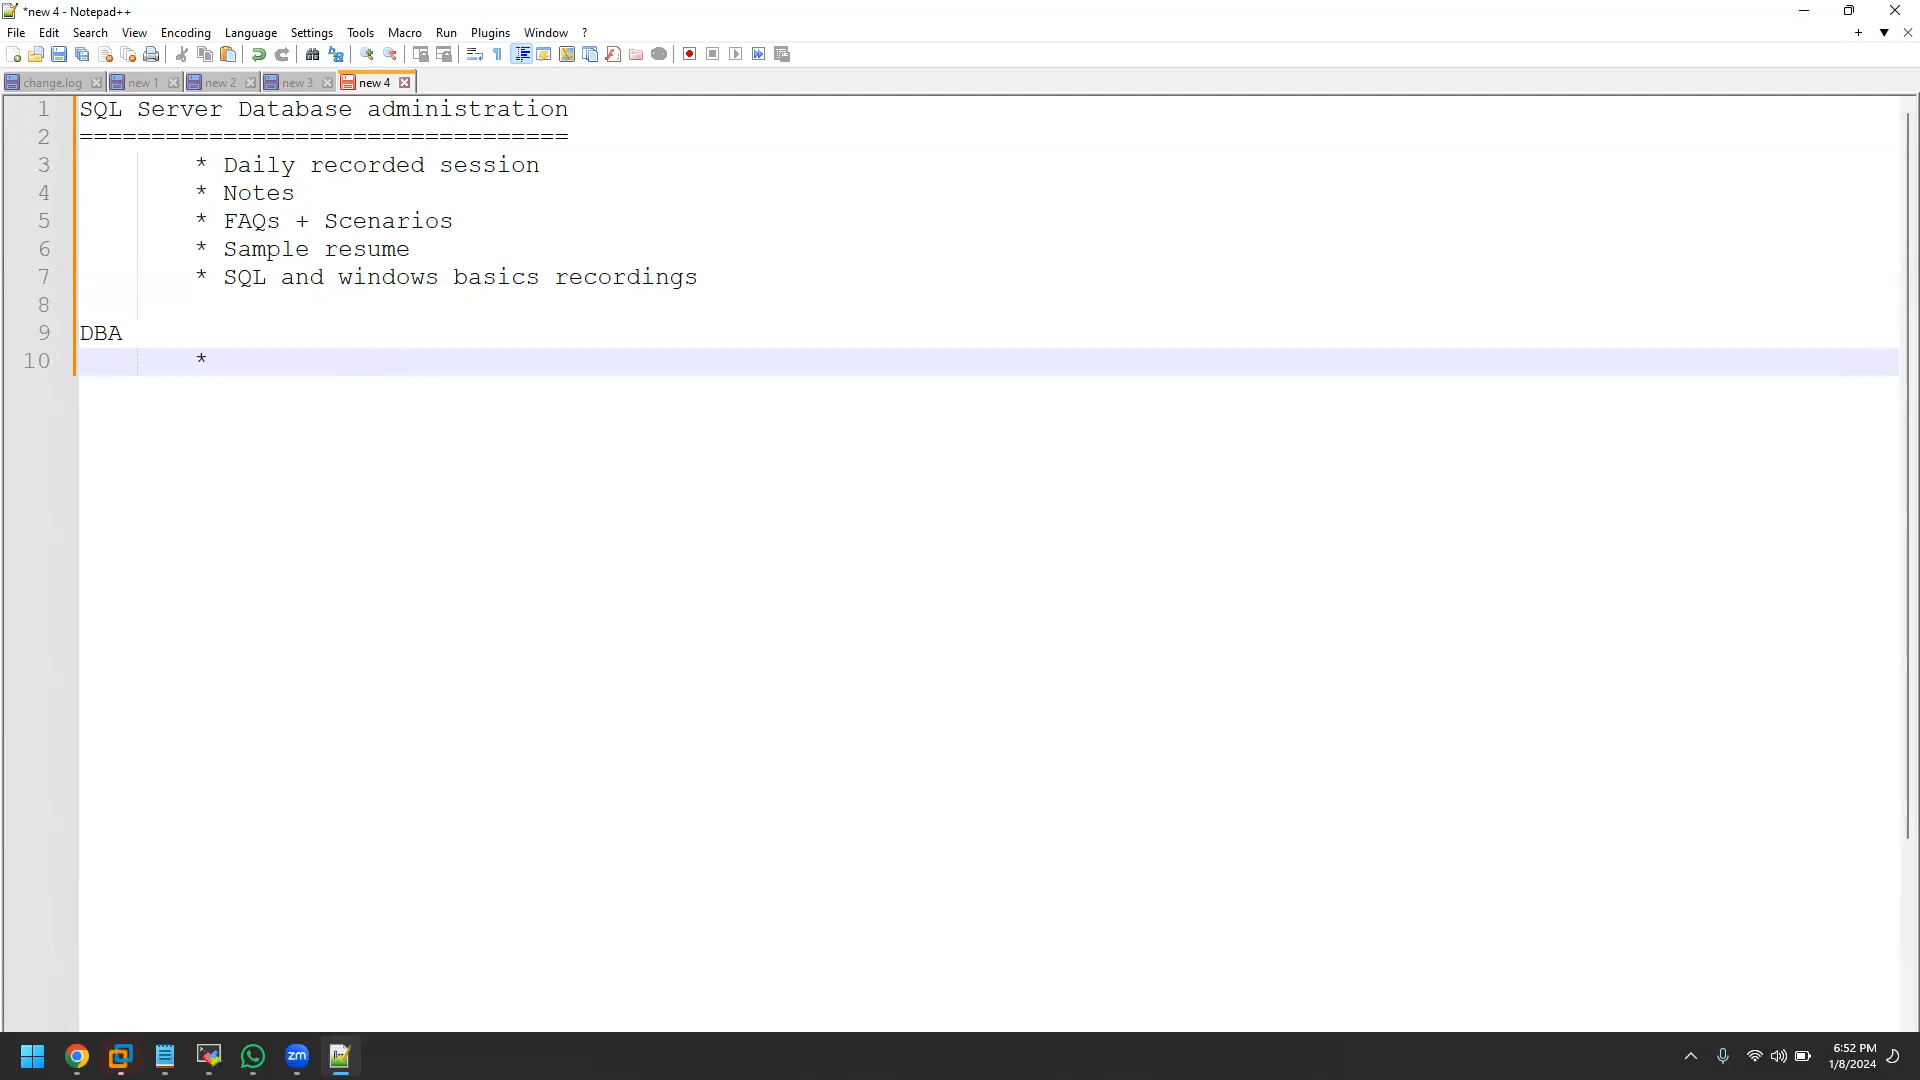 *new 4 - Notepad++
File Edit Search View Encoding Language Settings Tools Macro Run Plugins Window ?
change.log new 1 new 2 new 3 new 4
1 SQL Server Database administration
2 ==================================
3 * Daily recorded session
4 * Notes
5 * FAQs + Scenarios
6 * Sample resume
7 * SQL and windows basics recordings
8
9 DBA
10 *
zm
6:52 PM
1/8/2024